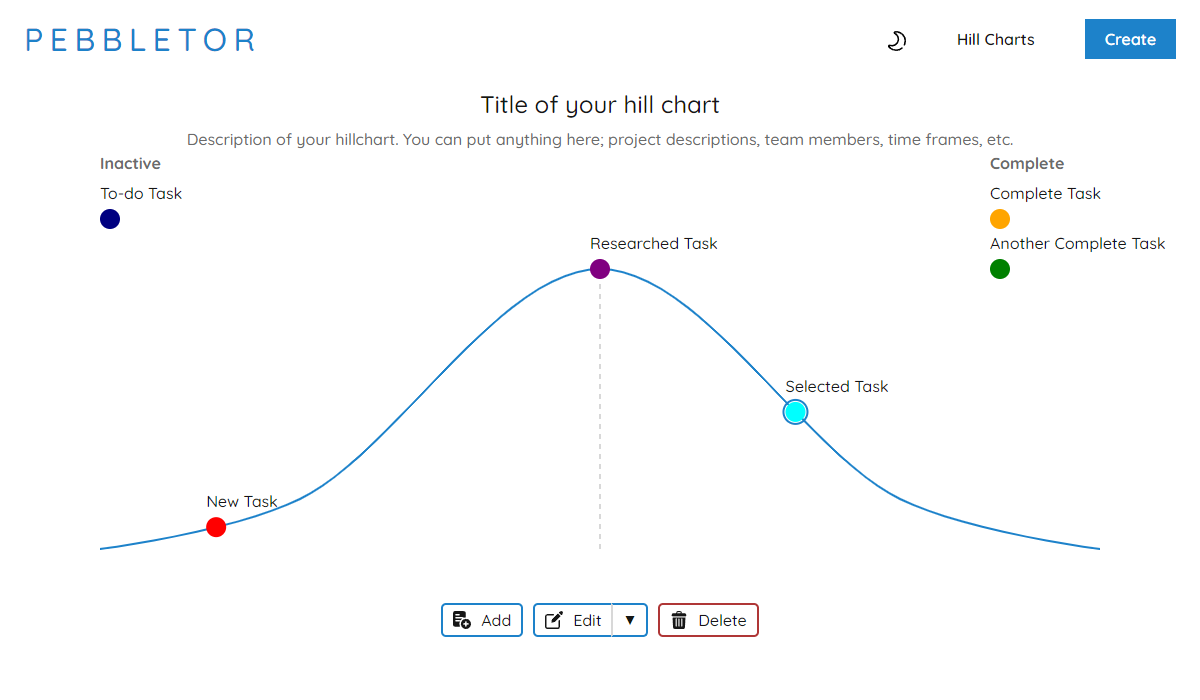 PEBBLETOR
Hill Charts
Create
Title of your hill chart
Description of your hillchart. You can put anything here; project descriptions, team members, time frames, etc.
Inactive
Complete
To-do Task
Complete Task
Researched Task
Another Complete Task
Selected Task
New Task
Add
Edit
Delete